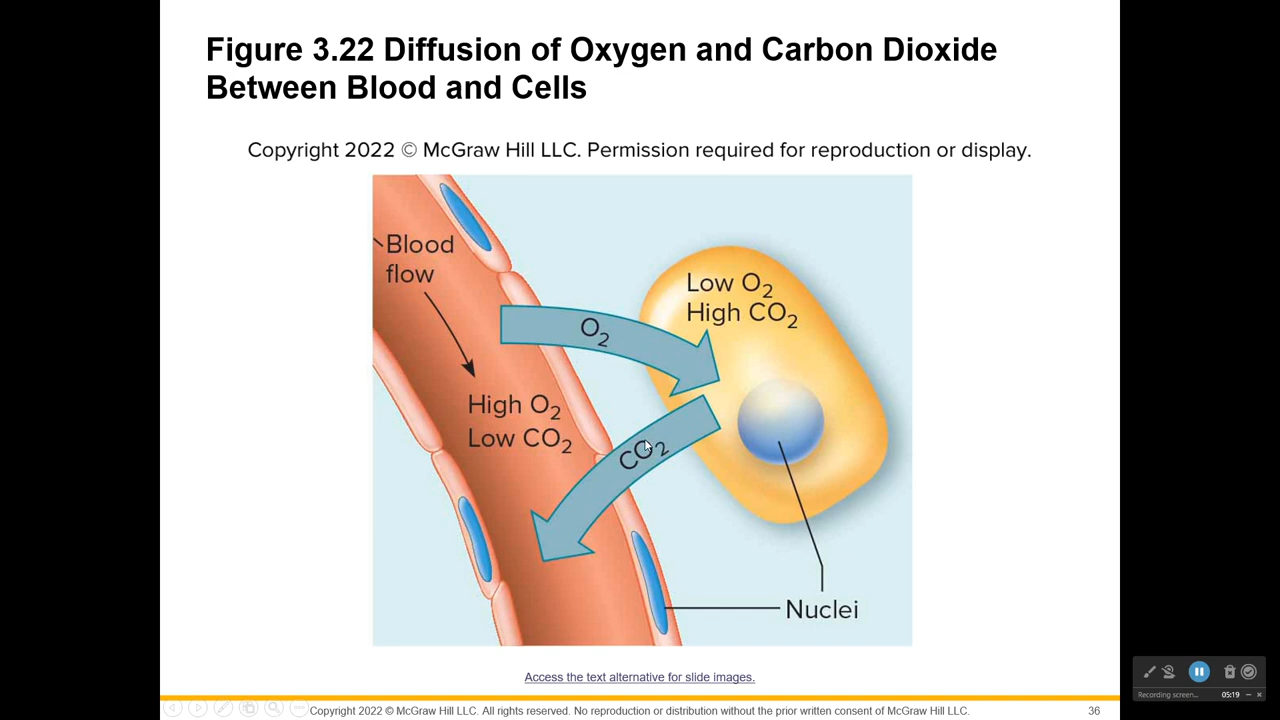 Figure 3.22 Diffusion of Oxygen and Carbon Dioxide
Between Blood and Cells
Copyright 2022 © McGraw Hill LLC. Permission required for reproduction or display.
Blood
flow
Low O₂
High CO₂
O₂
High O₂
Low CO₂
CO₂
Nuclei
Access the text alternative for slide images.
Copyright 2022 © McGraw Hill LLC. All rights reserved. No reproduction or distribution without the prior written consent of McGraw Hill LLC.
36
Recording screen...
05:19